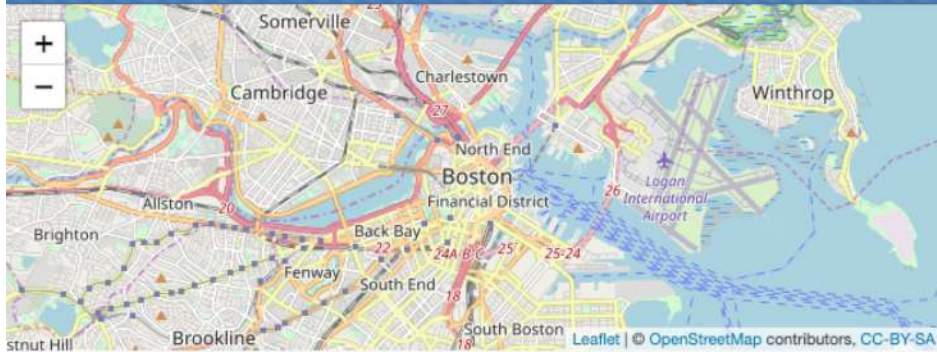 Somerville
+
Charlestown
−
Cambridge
Winthrop
27
North End
Boston
26
Logan
International
Airport
Allston
20
Financial District
Brighton
Back Bay
22
24A-B-C
25
25-24
Fenway
South End
18
South Boston
Brookline
18
stnut Hill
Leaflet | © OpenStreetMap contributors, CC-BY-SA